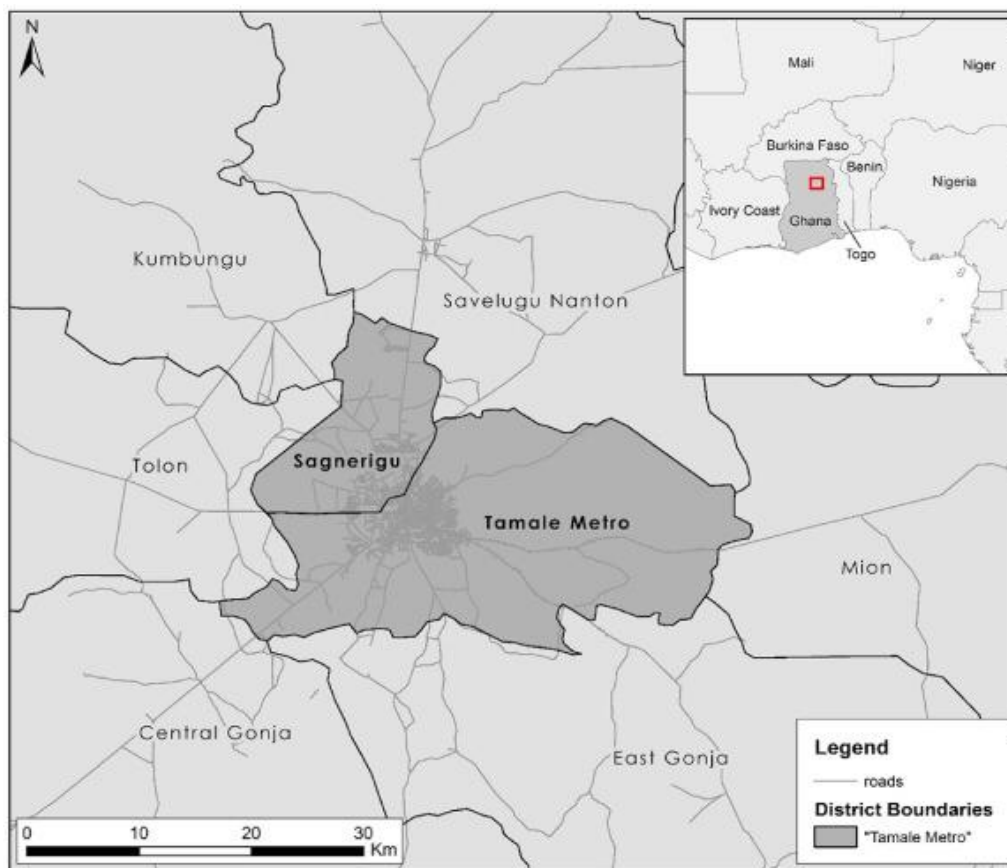 N
Mali
Niger
Burkina Faso
Benin
Nigeria
Ivory Coast
Ghana
Togo
Kumbungu
Savelugu Nanton
Sagnerigu
Tolon
Tamale Metro
Mion
Central Gonja
East Gonja
Legend
roads
District Boundaries
"Tamale Metro"
0 10 20 30
Km